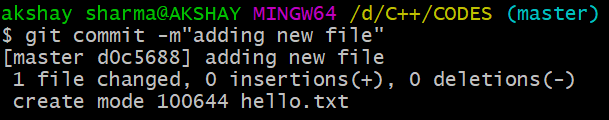 akshay sharma@AKSHAY MINGW64 /d/C++/CODES (master)
$ git commit -m"adding new file"
[master d0c5688] adding new file
 1 file changed, 0 insertions(+), 0 deletions(-)
 create mode 100644 hello.txt